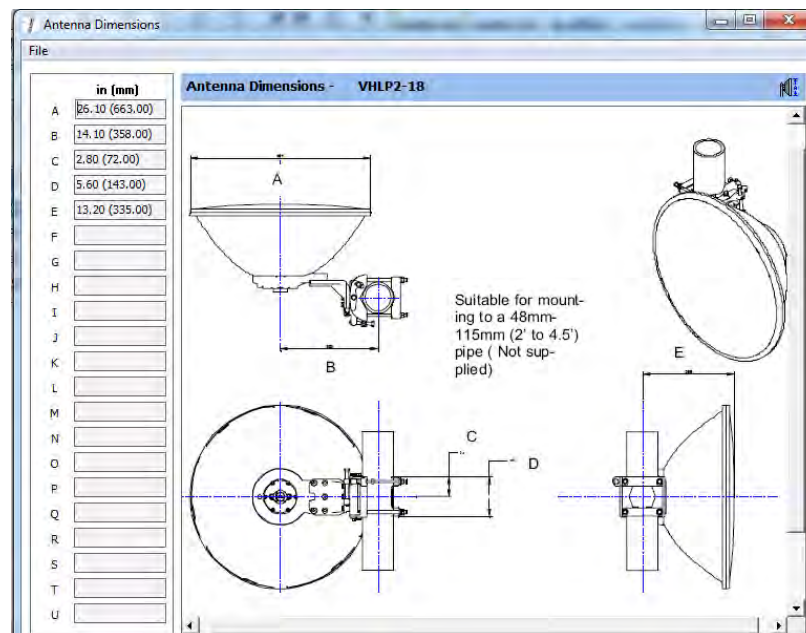 Antenna Dimensions
File
in (mm)
A 26.10 (663.00)
B 14.10 (358.00)
C 2.80 (72.00)
D 5.60 (143.00)
E 13.20 (335.00)
F
G
H
I
J
K
L
M
N
O
P
Q
R
S
T
U
Antenna Dimensions - VHLP2-18
A
B
Suitable for mount-
ing to a 48mm-
115mm (2' to 4.5')
pipe ( Not sup-
plied)
E
C
D